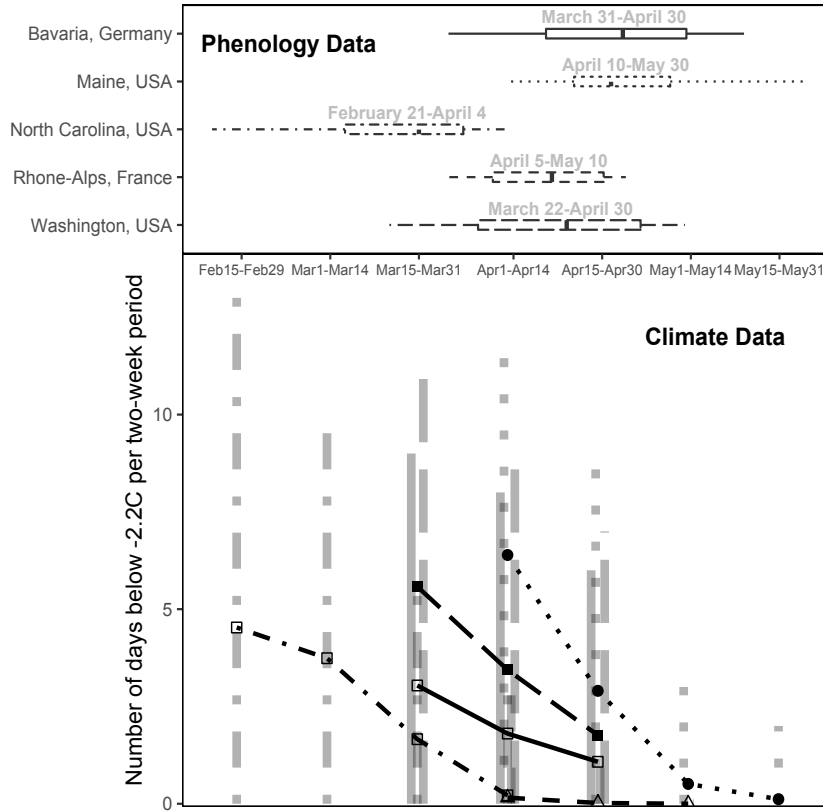 Phenology Data
Bavaria, Germany
March 31-April 30
Maine, USA
April 10-May 30
North Carolina, USA
February 21-April 4
Rhone-Alps, France
April 5-May 10
Washington, USA
March 22-April 30
Feb15-Feb29 Mar1-Mar14 Mar15-Mar31 Apr1-Apr14 Apr15-Apr30 May1-May14 May15-May31
Climate Data
Number of days below -2.2C per two-week period
10
5
0